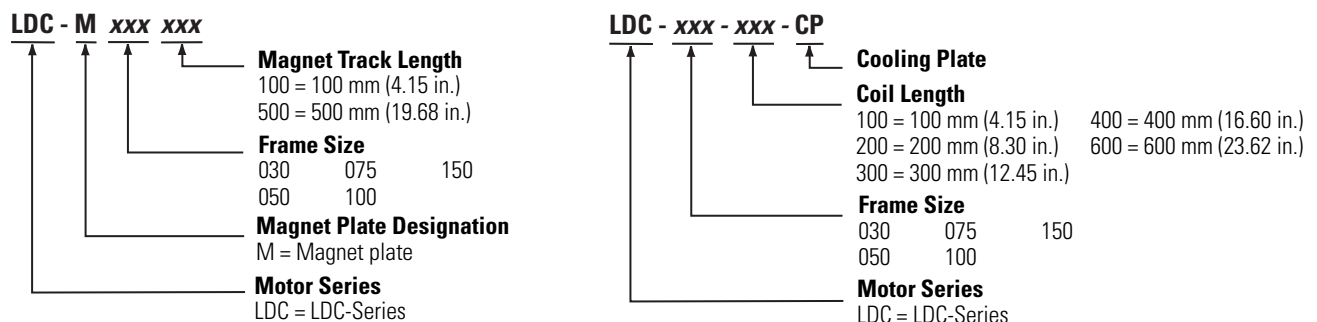 LDC - M xxx xxx
Magnet Track Length
100 = 100 mm (4.15 in.)
500 = 500 mm (19.68 in.)
Frame Size
030 075 150
050 100
Magnet Plate Designation
M = Magnet plate
Motor Series
LDC = LDC-Series
LDC - xxx - xxx - CP
Cooling Plate
Coil Length
100 = 100 mm (4.15 in.) 400 = 400 mm (16.60 in.)
200 = 200 mm (8.30 in.) 600 = 600 mm (23.62 in.)
300 = 300 mm (12.45 in.)
Frame Size
030 075 150
050 100
Motor Series
LDC = LDC-Series